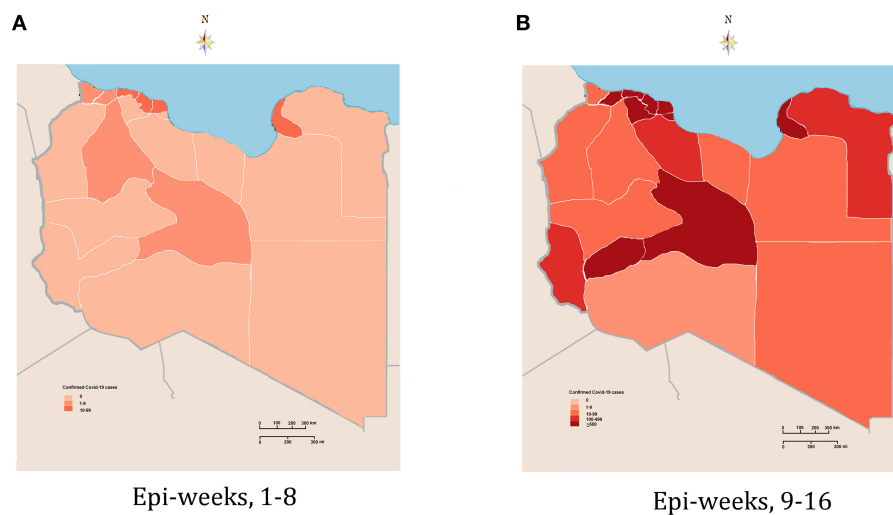 A
N
Confirmed Covid-19 cases
0
1-9
10-99
0 100 200 300 km
0 300 mi
Epi-weeks, 1-8
B
N
Confirmed Covid-19 cases
0
1-9
10-99
100-499
≥500
0 100 200 300 km
0 300 mi
Epi-weeks, 9-16